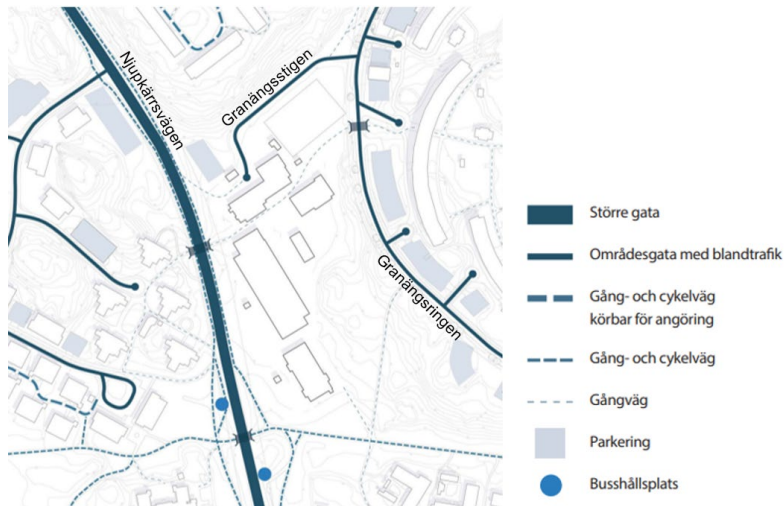 Njupkärrsvägen
Granängsstigen
Granängsringen
Större gata
Områdesgata med blandtrafik
Gång- och cykelväg
körbar för angöring
Gång- och cykelväg
Gångväg
Parkering
Busshållsplats